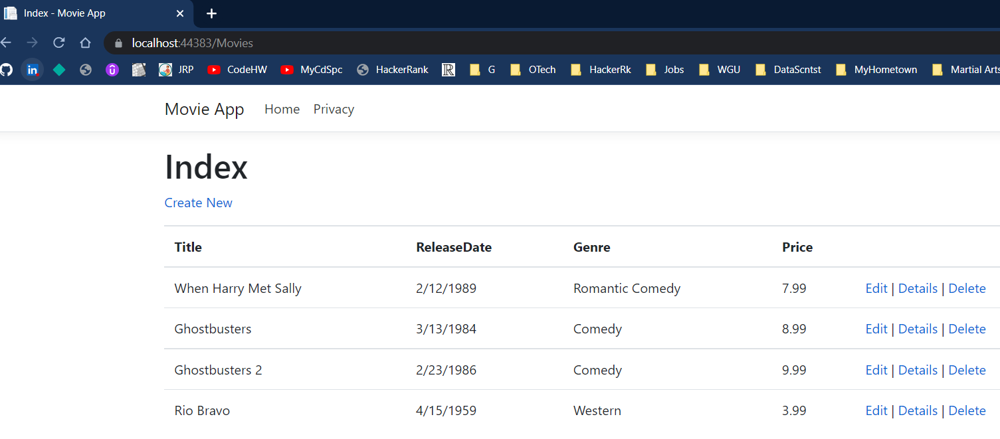 Index - Movie App
localhost:44383/Movies
in JRP CodeHW MyCdSpc HackerRank R G OTech HackerRk Jobs WGU DataScntst MyHometown Martial Arts
Movie App Home Privacy
Index
Create New
Title ReleaseDate Genre Price
When Harry Met Sally 2/12/1989 Romantic Comedy 7.99 Edit | Details | Delete
Ghostbusters 3/13/1984 Comedy 8.99 Edit | Details | Delete
Ghostbusters 2 2/23/1986 Comedy 9.99 Edit | Details | Delete
Rio Bravo 4/15/1959 Western 3.99 Edit | Details | Delete